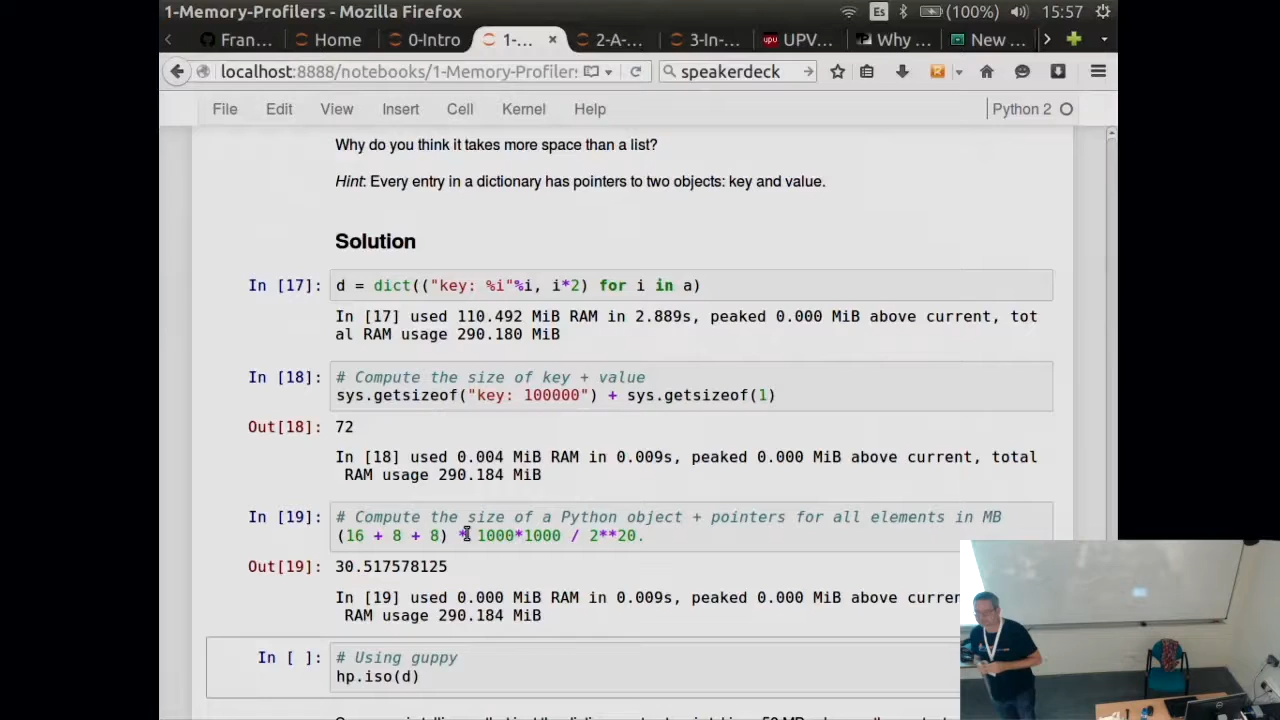 1-Memory-Profilers - Mozilla Firefox
Es
(100%)
15:57
Fran...
Home
0-Intro
1-...
2-A-...
3-In-...
upv
UPV...
Why ...
New ...
localhost:8888/notebooks/1-Memory-Profilers
speakerdeck
File
Edit
View
Insert
Cell
Kernel
Help
Python 2
Why do you think it takes more space than a list?
Hint: Every entry in a dictionary has pointers to two objects: key and value.
Solution
In [17]: d = dict(("key: %i"%i, i*2) for i in a)
In [17] used 110.492 MiB RAM in 2.889s, peaked 0.000 MiB above current, tot
al RAM usage 290.180 MiB
In [18]: # Compute the size of key + value
sys.getsizeof("key: 100000") + sys.getsizeof(1)
Out[18]: 72
In [18] used 0.004 MiB RAM in 0.009s, peaked 0.000 MiB above current, total
RAM usage 290.184 MiB
In [19]: # Compute the size of a Python object + pointers for all elements in MB
(16 + 8 + 8) * 1000*1000 / 2**20.
Out[19]: 30.517578125
In [19] used 0.000 MiB RAM in 0.009s, peaked 0.000 MiB above
RAM usage 290.184 MiB
In [ ]: # Using guppy
hp.iso(d)